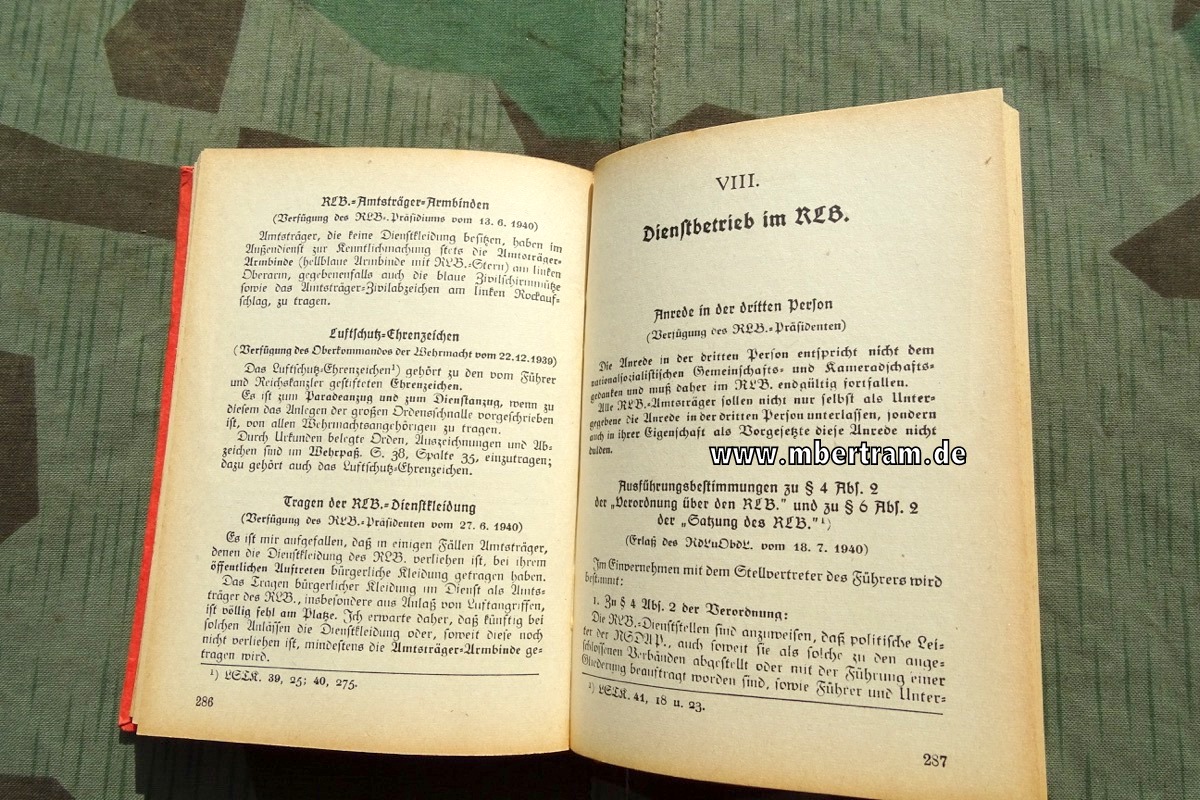 RLB.-Amtsträger-Armbinden
(Verfügung des RLB.-Präsidiums vom 13. 6. 1940)
Amtsträger, die keine Dienstkleidung besitzen, haben im
Außendienst zur Kenntlichmachung stets die Amtsträger-
Armbinde (hellblaue Armbinde mit RLB.-Stern) am linken
Oberarm, gegebenenfalls auch die blaue Zivilschirmmütze
sowie das Amtsträger-Zivilabzeichen am linken Rockauf-
schlag, zu tragen.
Luftschutz-Ehrenzeichen
(Verfügung des Oberkommandos der Wehrmacht vom 22.12.1939)
Das Luftschutz-Ehrenzeichen¹) gehört zu den vom Führer
und Reichskanzler gestifteten Ehrenzeichen.
Es ist zum Paradeanzug und zum Dienstanzug, wenn zu
diesem das Anlegen der großen Ordensschnalle vorgeschrieben
ist, von allen Wehrmachtsangehörigen zu tragen.
Durch Urkunden belegte Orden, Auszeichnungen und Ab-
zeichen sind im Wehrpaß, S. 38, Spalte 35, einzutragen;
dazu gehört auch das Luftschutz-Ehrenzeichen.
Tragen der RLB.-Dienstkleidung
(Verfügung des RLB.-Präsidenten vom 27. 6. 1940)
Es ist mir aufgefallen, daß in einigen Fällen Amtsträger,
denen die Dienstkleidung des RLB. verliehen ist, bei ihrem
öffentlichen Auftreten bürgerliche Kleidung getragen haben.
Das Tragen bürgerlicher Kleidung im Dienst als Amts-
träger des RLB., insbesondere aus Anlaß von Luftangriffen,
ist völlig fehl am Platze. Ich erwarte daher, daß künftig bei
solchen Anlässen die Dienstkleidung oder, soweit diese noch
nicht verliehen ist, mindestens die Amtsträger-Armbinde ge-
tragen wird.
¹) LSLK. 39, 25; 40, 275.
286
VIII.
Dienstbetrieb im RLB.
Anrede in der dritten Person
(Verfügung des RLB.-Präsidenten)
Die Anrede in der dritten Person entspricht nicht dem
nationalsozialistischen Gemeinschafts- und Kameradschafts-
gedanken und muß daher im RLB. endgültig fortfallen.
Alle RLB.-Amtsträger sollen nicht nur selbst als Unter-
gegebene die Anrede in der dritten Person unterlassen, sondern
auch in ihrer Eigenschaft als Vorgesetzte diese Anrede nicht
dulden.
www.mbertram.de
Ausführungsbestimmungen zu § 4 Abs. 2
der „Verordnung über den RLB." und zu § 6 Abs. 2
der „Satzung des RLB."¹)
(Erlaß des RdLuObdL. vom 18. 7. 1940)
Im Einvernehmen mit dem Stellvertreter des Führers wird
bestimmt:
1. Zu § 4 Abs. 2 der Verordnung:
Die RLB.-Dienststellen sind anzuweisen, daß politische Lei-
ter der NSDAP., auch soweit sie als solche zu den ange-
schlossenen Verbänden abgestellt oder mit der Führung einer
Gliederung beauftragt worden sind, sowie Führer und Unter-
¹) LSLK. 41, 18 u. 23.
287